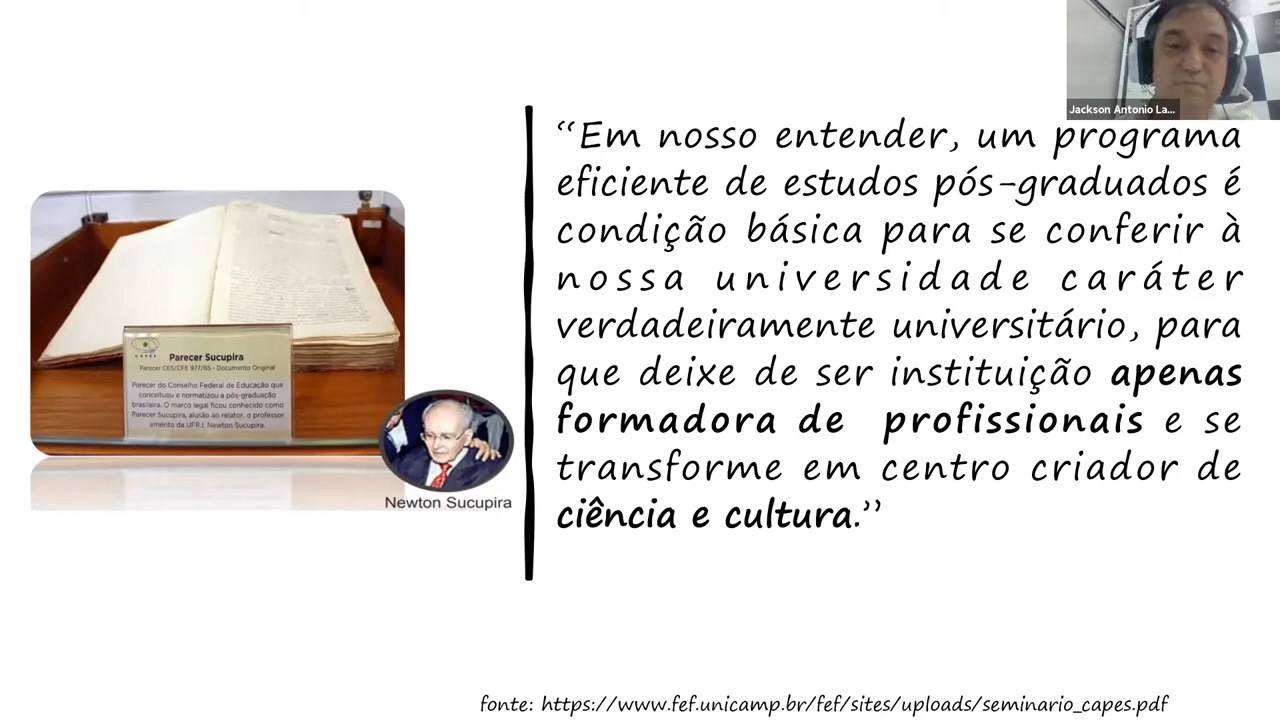 Jackson Antonio La...
“Em nosso entender, um programa
eficiente de estudos pós-graduados é
condição básica para se conferir à
nossa universidade caráter
verdadeiramente universitário, para
que deixe de ser instituição apenas
formadora de profissionais e se
transforme em centro criador de
ciência e cultura.”
CAPES
Parecer Sucupira
Parecer CES/CFE 977/65 - Documento Original
Parecer do Conselho Federal de Educação que
conceituou e normatizou a pós-graduação
brasileira. O marco legal ficou conhecido como
Parecer Sucupira, alusão ao relator, o professor
emérito da UFRJ, Newton Sucupira.
Newton Sucupira
fonte: https://www.fef.unicamp.br/fef/sites/uploads/seminario_capes.pdf